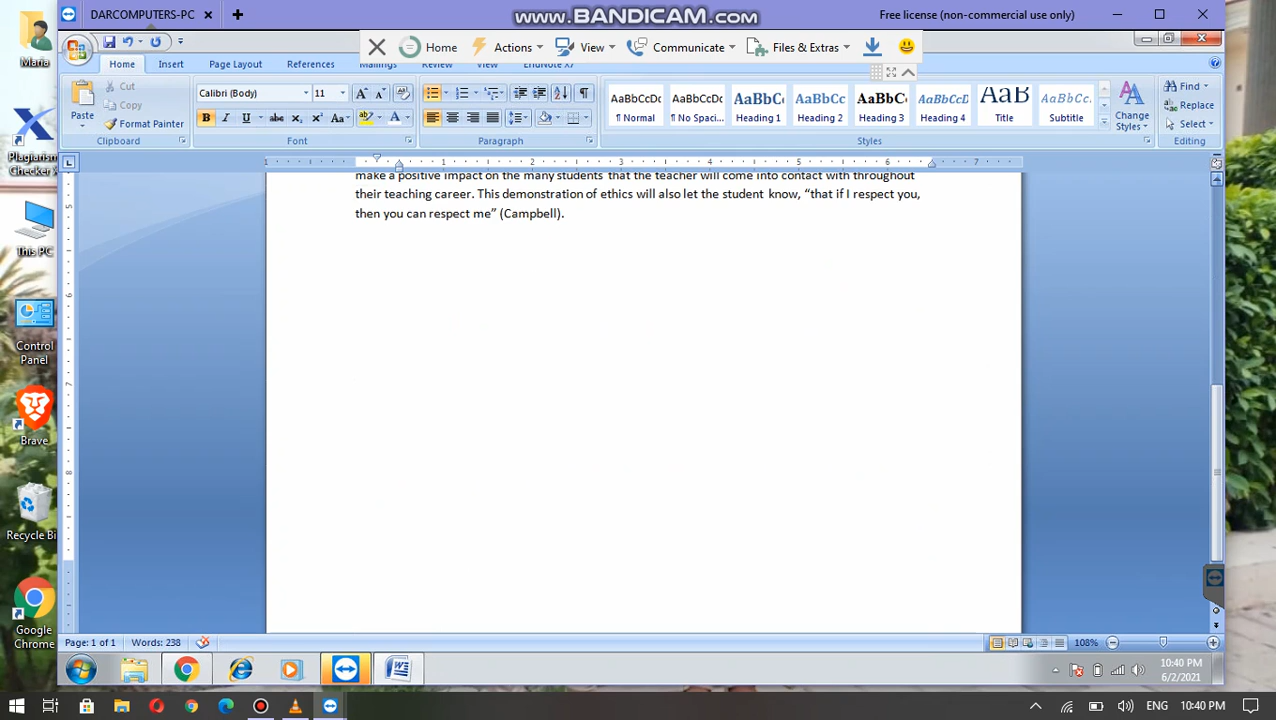 DARCOMPUTERS-PC
www.BANDICAM.com
Free license (non-commercial use only)
Home
Actions
View
Communicate
Files & Extras
Home
Insert
Page Layout
References
Mailings
Review
View
EndNote X7
Paste
Cut
Copy
Format Painter
Clipboard
Calibri (Body)
11
Font
Paragraph
AaBbCcDc
¶ Normal
AaBbCcDc
¶ No Spaci...
AaBbC
Heading 1
AaBbCc
Heading 2
AaBbC
Heading 3
AaBbCcD
Heading 4
AaB
Title
AaBbCc.
Subtitle
Change
Styles
Styles
Find
Replace
Select
Editing
make a positive impact on the many students that the teacher will come into contact with throughout
their teaching career. This demonstration of ethics will also let the student know, “that if I respect you,
then you can respect me” (Campbell).
Maria
Plagiarism
Checker X
This PC
Control
Panel
Brave
Recycle Bi
Google
Chrome
Page: 1 of 1
Words: 238
108%
10:40 PM
6/2/2021
ENG
10:40 PM